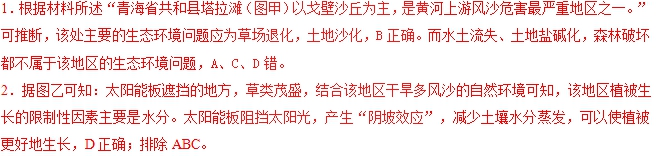 1．根据材料所述“青海省共和县塔拉滩（图甲）以戈壁沙丘为主，是黄河上游风沙危害最严重地区之一。”
可推断，该处主要的生态环境问题应为草场退化，土地沙化，B 正确。而水土流失、土地盐碱化，森林破坏
都不属于该地区的生态环境问题，A、C、D 错。
2．据图乙可知：太阳能板遮挡的地方，草类茂盛，结合该地区干旱多风沙的自然环境可知，该地区植被生
长的限制性因素主要是水分。太阳能板阻挡太阳光，产生“阴坡效应”，减少土壤水分蒸发，可以使植被
更好地生长，D 正确；排除 ABC。